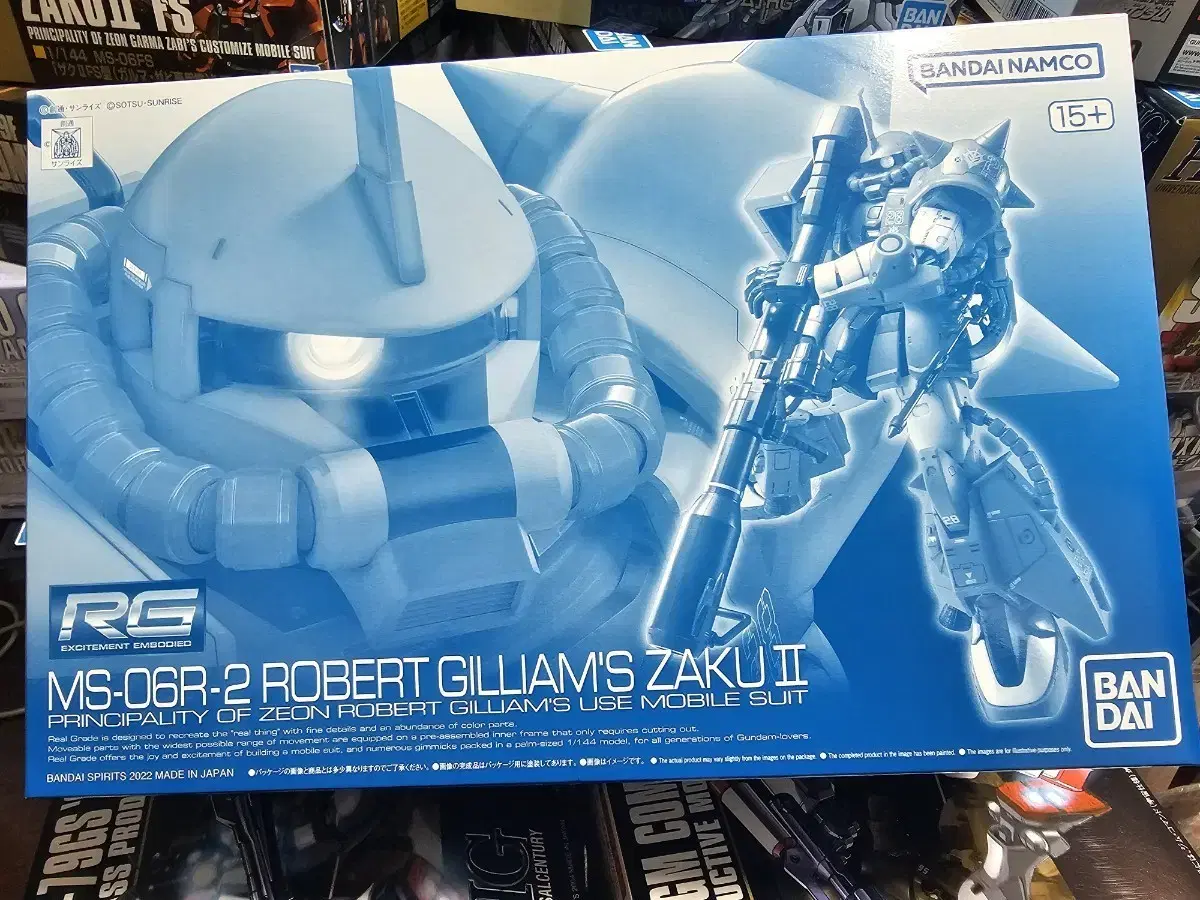 ZAKU II FS
PRINCIPALITY OF ZEON GARMA ZABI'S CUSTOMIZE MOBILE SUIT
1/144 MS-06FS
BAN
©創通・サンライズ ©SOTSU・SUNRISE
創通
サンライズ
BANDAI NAMCO
15+
26
RG
EXCITEMENT EMBODIED
MS-06R-2 ROBERT GILLIAM'S ZAKU II
PRINCIPALITY OF ZEON ROBERT GILLIAM'S USE MOBILE SUIT
Real Grade is designed to recreate the "real thing" with fine details and an abundance of color parts.
Moveable parts with the widest possible range of movement are equipped on a pre-assembled inner frame that only requires cutting out.
Real Grade offers the joy and excitement of building a mobile suit, and numerous gimmicks packed in a palm-sized 1/144 model, for all generations of Gundam-lovers.
BANDAI SPIRITS 2022 MADE IN JAPAN ●パッケージの画像と商品とは多少異なりますのでご了承ください。●画像の完成品はパッケージ用に塗装してあります。●画像はイメージです。 ●The actual product may vary slightly from the images on the package. ●The completed product in the image has been painted. ●The images are for illustrative purposes only.
BAN
DAI
79GS
HG